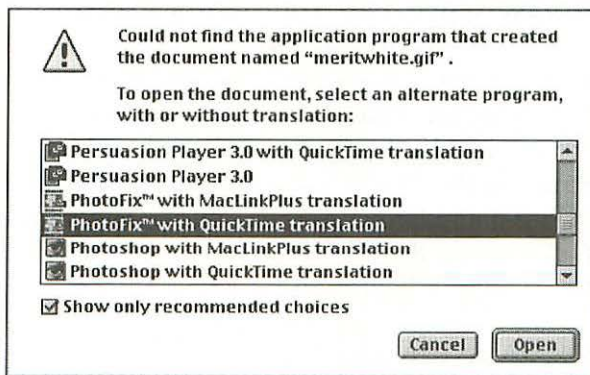 Could not find the application program that created
the document named “meritwhite.gif” .
To open the document, select an alternate program,
with or without translation:
Persuasion Player 3.0 with QuickTime translation
Persuasion Player 3.0
PhotoFix™ with MacLinkPlus translation
PhotoFix™ with QuickTime translation
Photoshop with MacLinkPlus translation
Photoshop with QuickTime translation
Show only recommended choices
Cancel Open